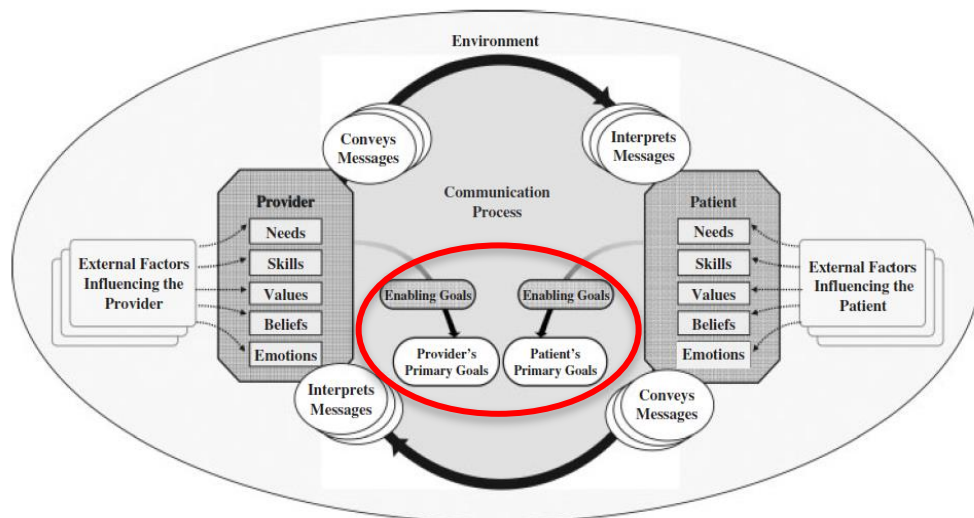 Environment
Conveys
Messages
Interprets
Messages
Communication
Process
Provider
Needs
Skills
Values
Beliefs
Emotions
Patient
Needs
Skills
Values
Beliefs
Emotions
External Factors
Influencing the
Provider
External Factors
Influencing the
Patient
Enabling Goals
Enabling Goals
Provider's
Primary Goals
Patient's
Primary Goals
Interprets
Messages
Conveys
Messages